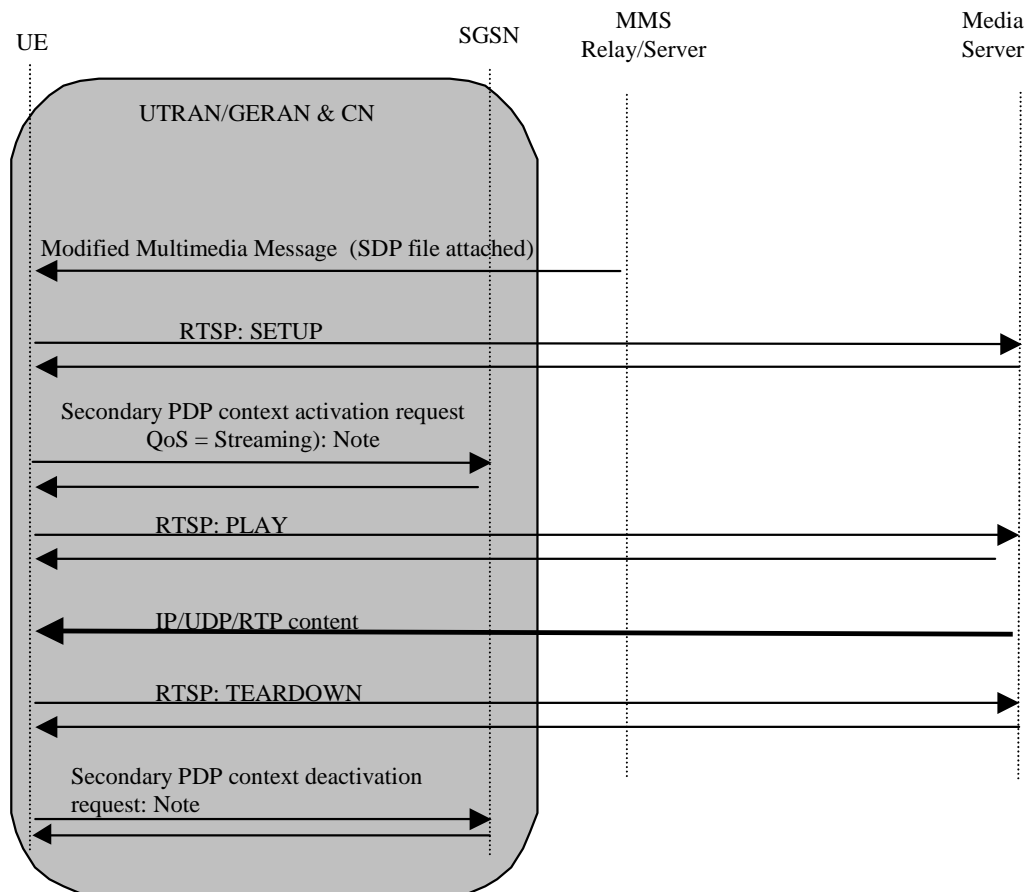 UE
SGSN
MMS
Relay/Server
Media
Server
UTRAN/GERAN & CN
Modified Multimedia Message (SDP file attached)
RTSP: SETUP
Secondary PDP context activation request
QoS = Streaming): Note
RTSP: PLAY
IP/UDP/RTP content
RTSP: TEARDOWN
Secondary PDP context deactivation
request: Note